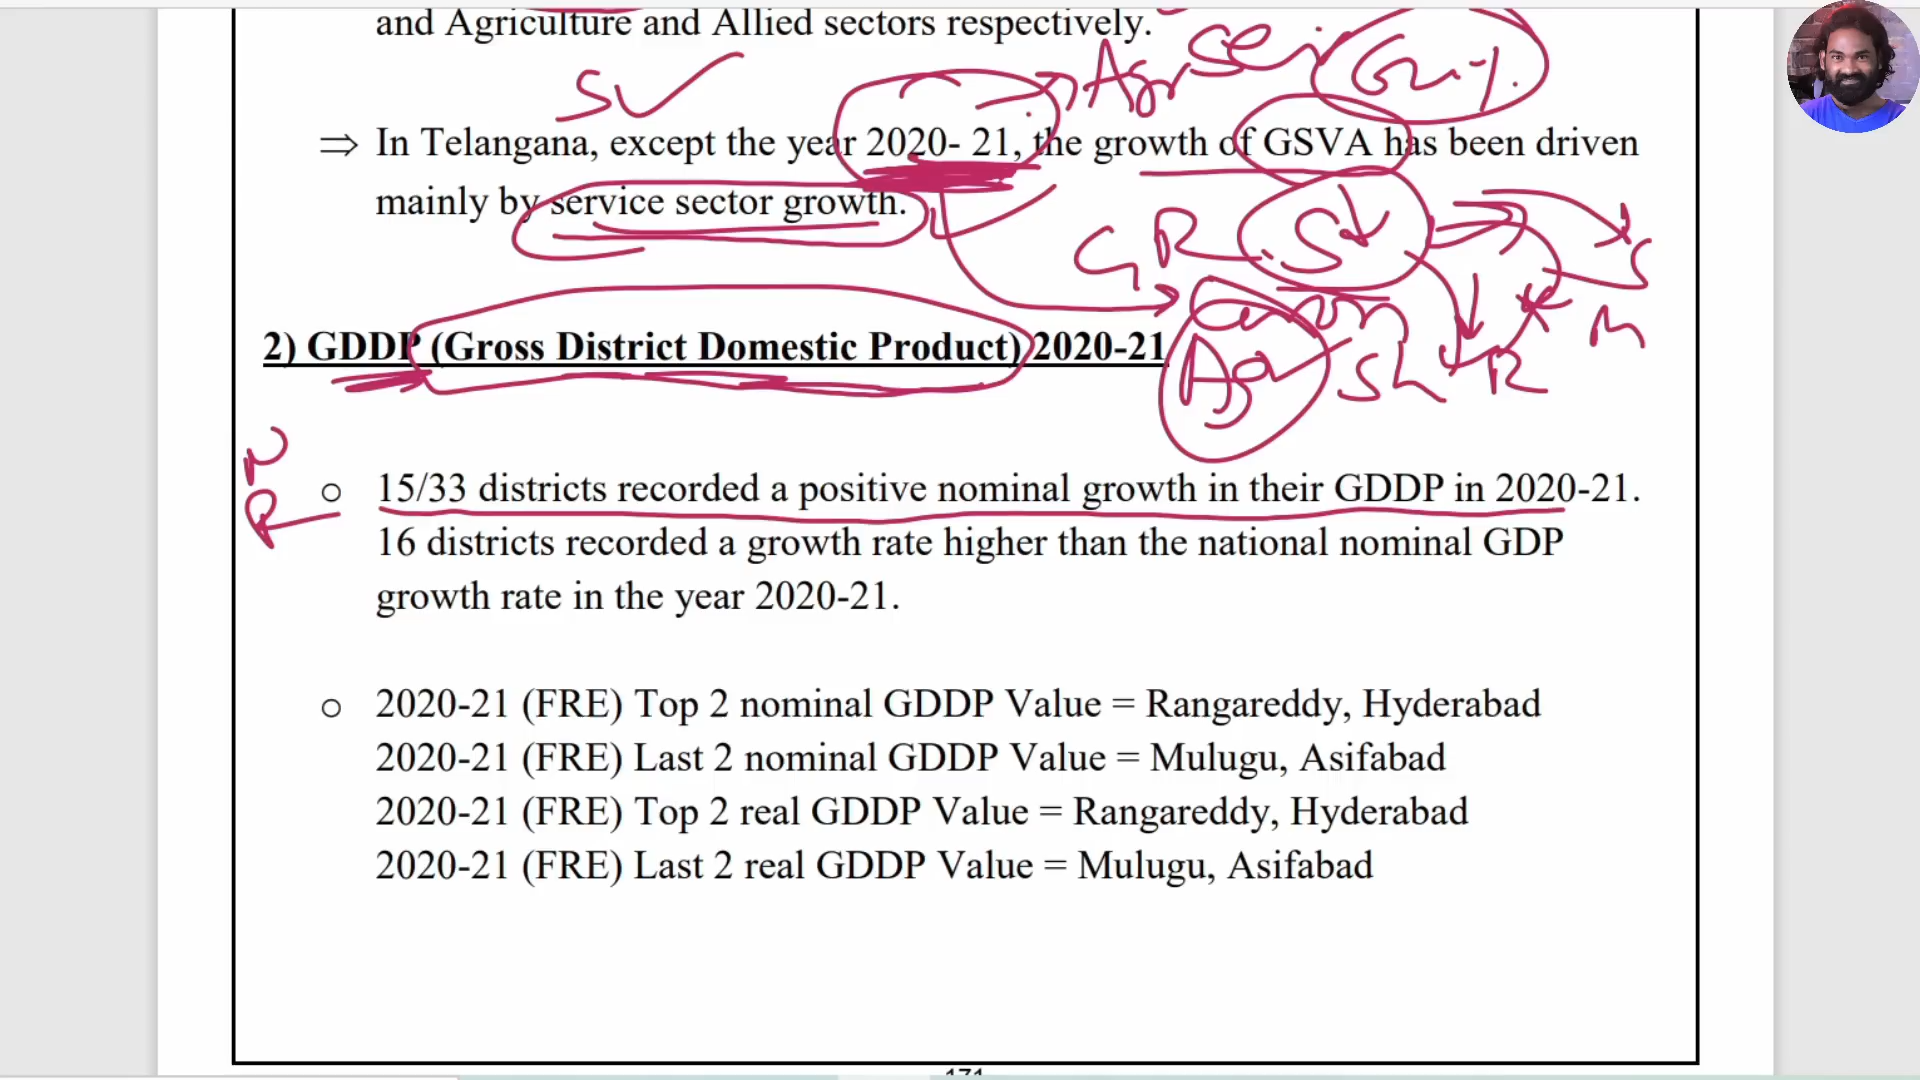 and Agriculture and Allied sectors respectively.
Agri Ser
⇒ In Telangana, except the year 2020- 21, the growth of GSVA has been driven
mainly by service sector growth.
GR
2) GDDP (Gross District Domestic Product) 2020-21
N
R
o 15/33 districts recorded a positive nominal growth in their GDDP in 2020-21.
16 districts recorded a growth rate higher than the national nominal GDP
growth rate in the year 2020-21.
o 2020-21 (FRE) Top 2 nominal GDDP Value = Rangareddy, Hyderabad
2020-21 (FRE) Last 2 nominal GDDP Value = Mulugu, Asifabad
2020-21 (FRE) Top 2 real GDDP Value = Rangareddy, Hyderabad
2020-21 (FRE) Last 2 real GDDP Value = Mulugu, Asifabad